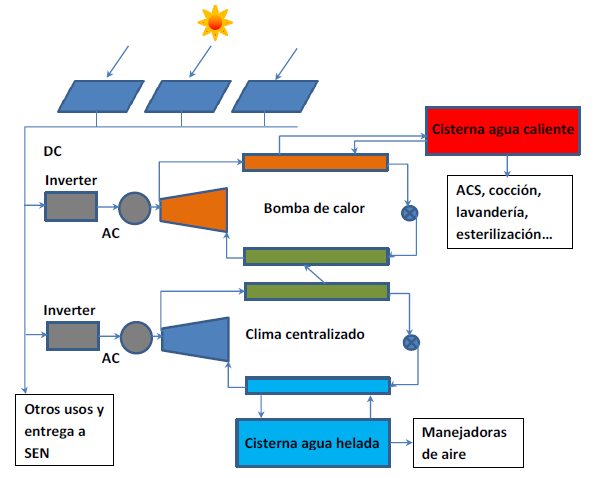 Cisterna agua caliente
DC
Inverter
AC
Bomba de calor
ACS, cocción,
lavandería,
esterilización...
Inverter
AC
Clima centralizado
Otros usos y
entrega a
SEN
Cisterna agua helada
Manejadoras
de aire